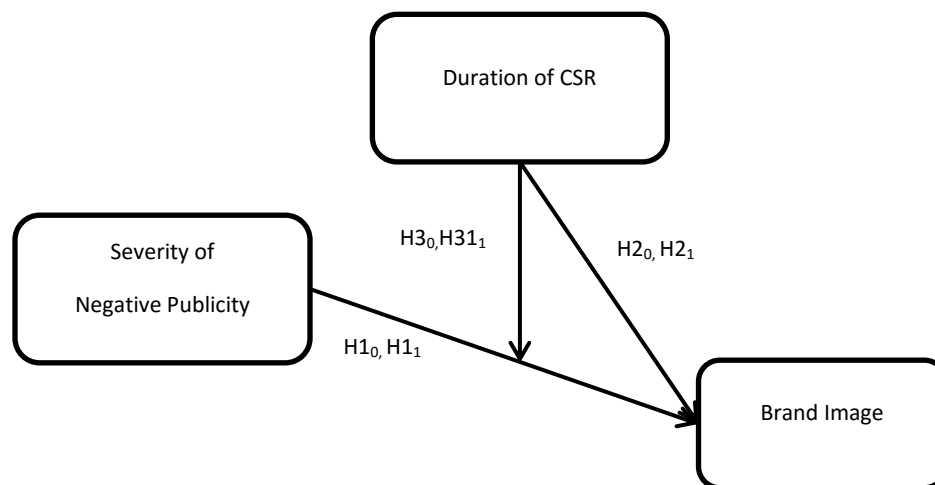 Duration of CSR
Severity of
Negative Publicity
H3₀,H31₁
H2₀, H2₁
H1₀, H1₁
Brand Image